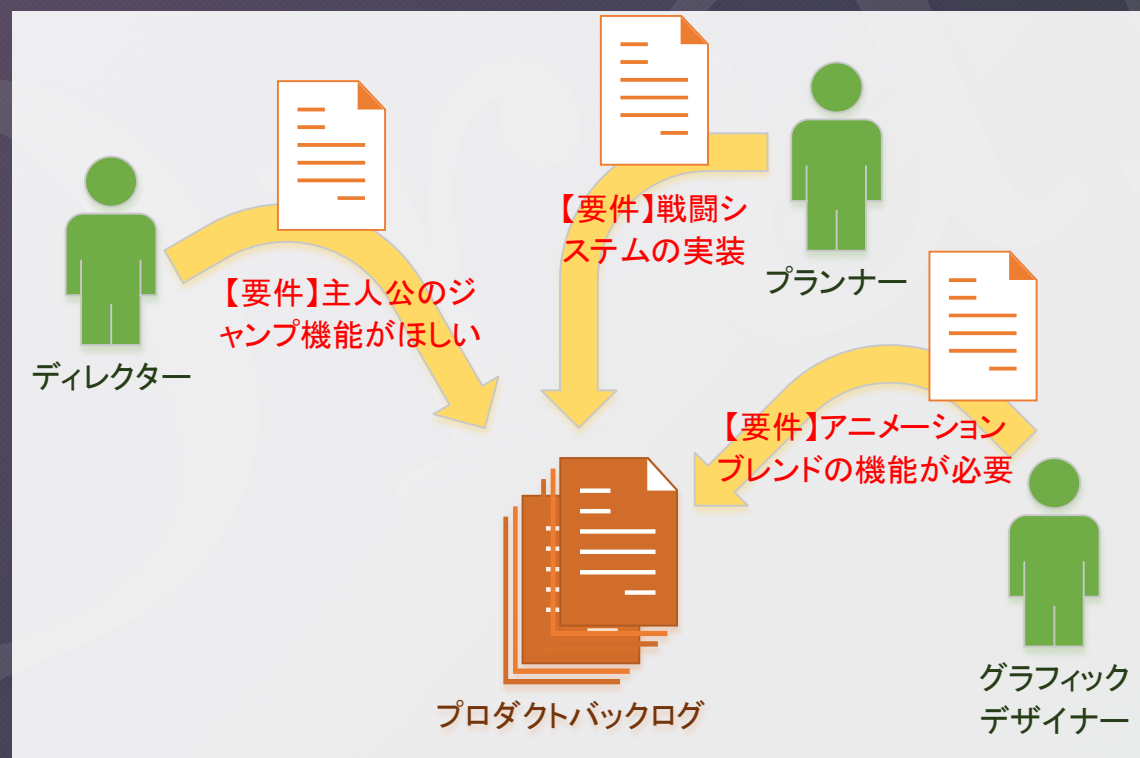 【要件】戦闘シ
ステムの実装
プランナー
【要件】主人公のジ
ャンプ機能がほしい
ディレクター
【要件】アニメーション
ブレンドの機能が必要
グラフィック
デザイナー
プロダクトバックログ